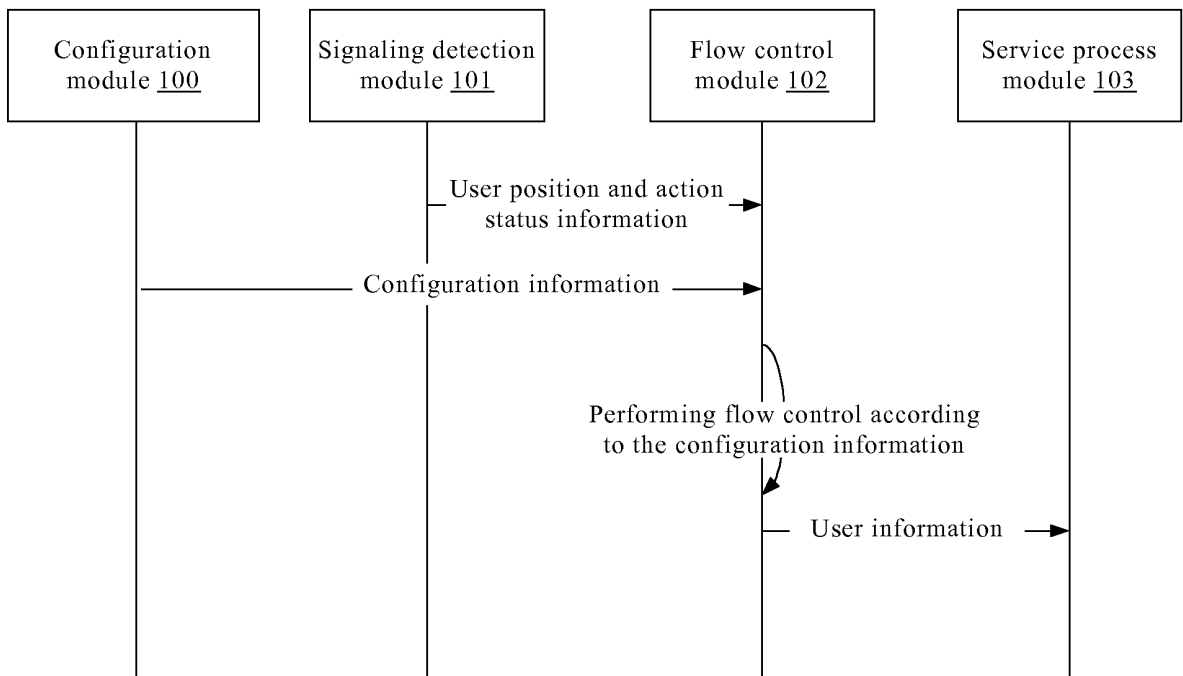 Configuration
module 100
Signaling detection
module 101
Flow control
module 102
Service process
module 103
User position and action
status information
Configuration information
Performing flow control according
to the configuration information
User information